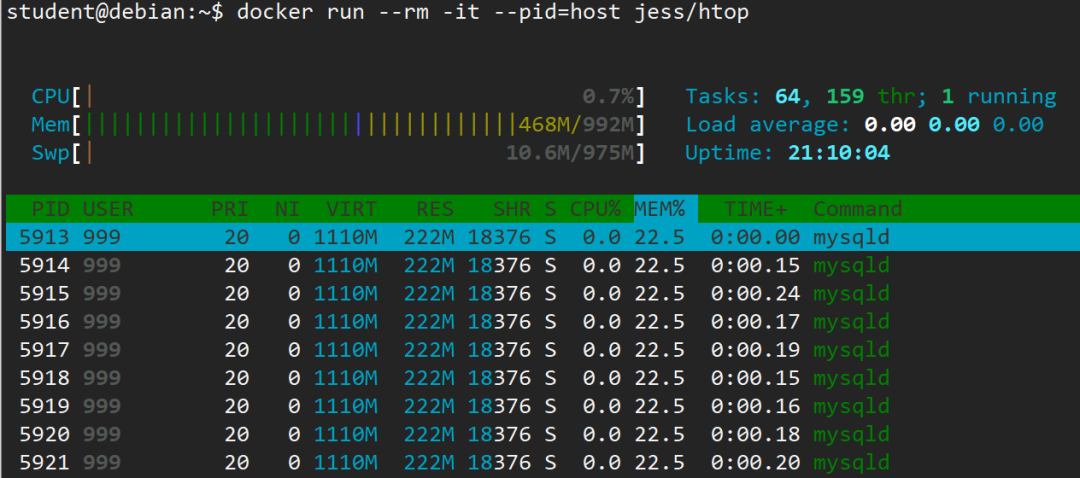 student@debian:~$ docker run --rm -it --pid=host jess/htop
CPU[| 0.7%] Tasks: 64, 159 thr; 1 running
Mem[||||||||||||||||||||||||||||||||||468M/992M] Load average: 0.00 0.00 0.00
Swp[| 10.6M/975M] Uptime: 21:10:04
PID USER PRI NI VIRT RES SHR S CPU% MEM% TIME+ Command
5913 999 20 0 1110M 222M 18376 S 0.0 22.5 0:00.00 mysqld
5914 999 20 0 1110M 222M 18376 S 0.0 22.5 0:00.15 mysqld
5915 999 20 0 1110M 222M 18376 S 0.0 22.5 0:00.24 mysqld
5916 999 20 0 1110M 222M 18376 S 0.0 22.5 0:00.17 mysqld
5917 999 20 0 1110M 222M 18376 S 0.0 22.5 0:00.19 mysqld
5918 999 20 0 1110M 222M 18376 S 0.0 22.5 0:00.15 mysqld
5919 999 20 0 1110M 222M 18376 S 0.0 22.5 0:00.16 mysqld
5920 999 20 0 1110M 222M 18376 S 0.0 22.5 0:00.18 mysqld
5921 999 20 0 1110M 222M 18376 S 0.0 22.5 0:00.20 mysqld